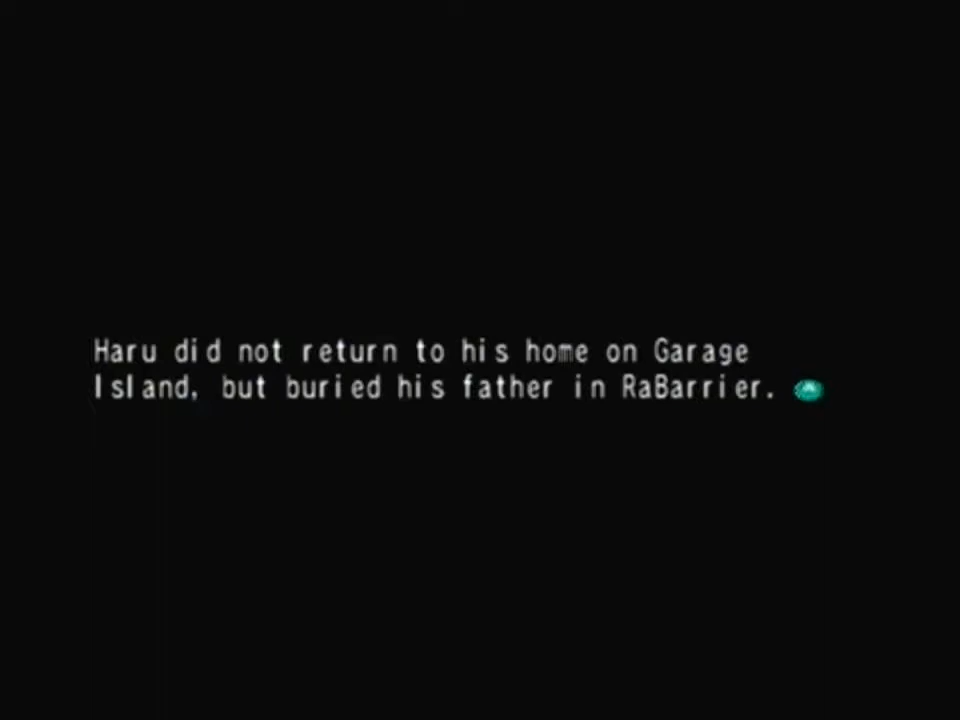 Haru did not return to his home on Garage
Island, but buried his father in RaBarrier.